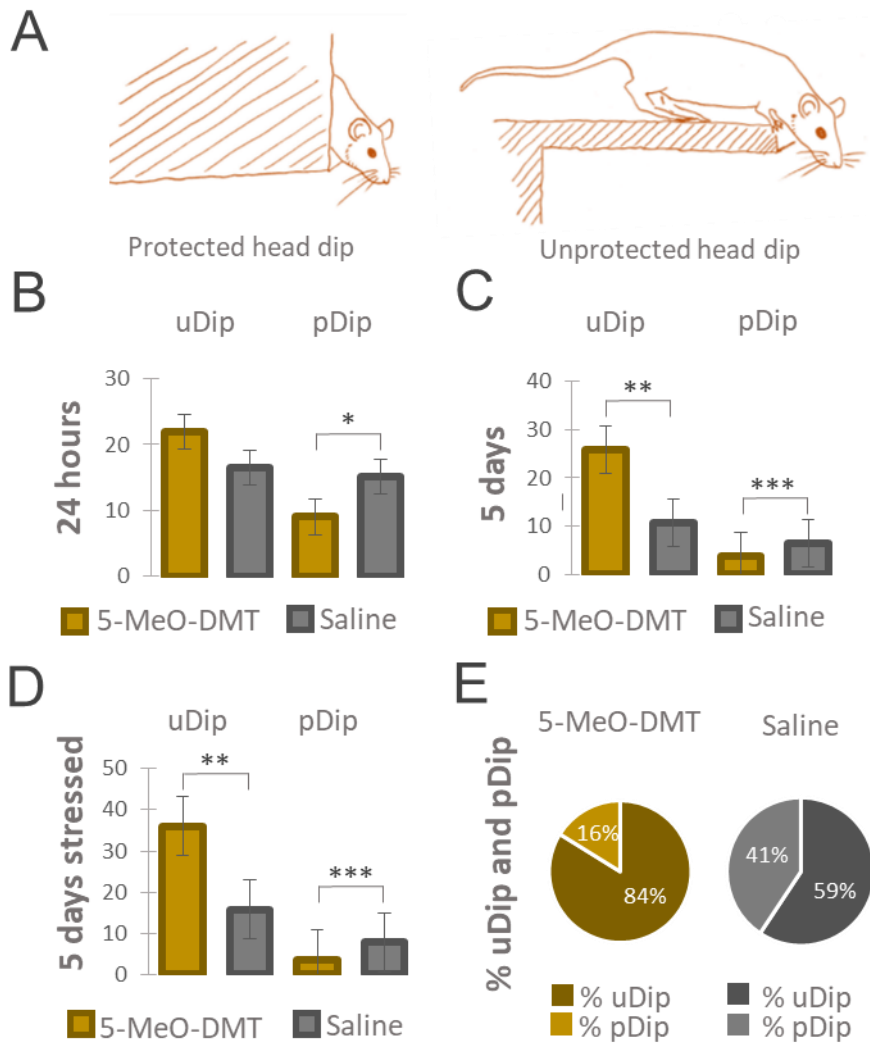 A
Protected head dip
Unprotected head dip
B
uDip pDip
24 hours
30
20
10
0
*
5-MeO-DMT Saline
C
uDip pDip
5 days
40
30
20
10
0
**
***
5-MeO-DMT Saline
D
uDip pDip
5 days stressed
50
40
30
20
10
0
**
***
5-MeO-DMT Saline
E
5-MeO-DMT Saline
% uDip and pDip
16%
84%
41%
59%
% uDip
% pDip
% uDip
% pDip